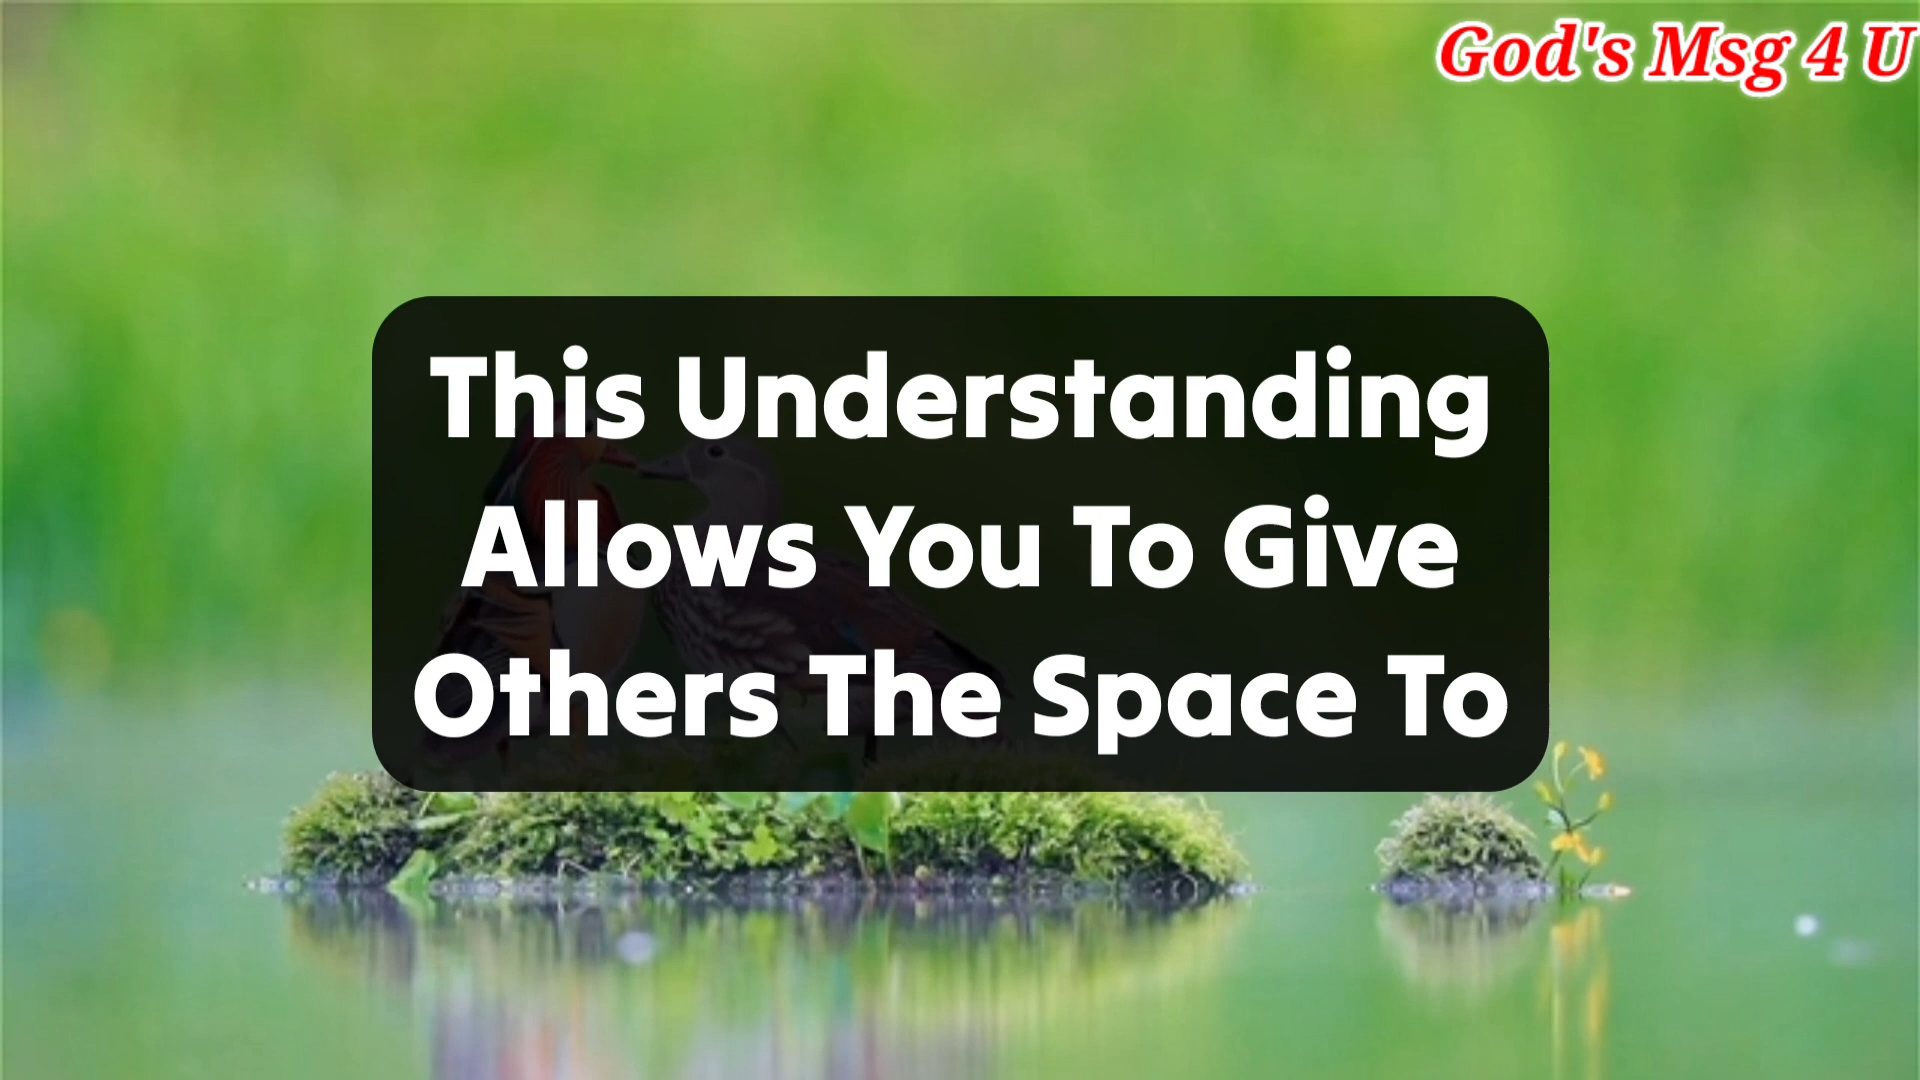 God's Msg 4 U
This Understanding
Allows You To Give
Others The Space To